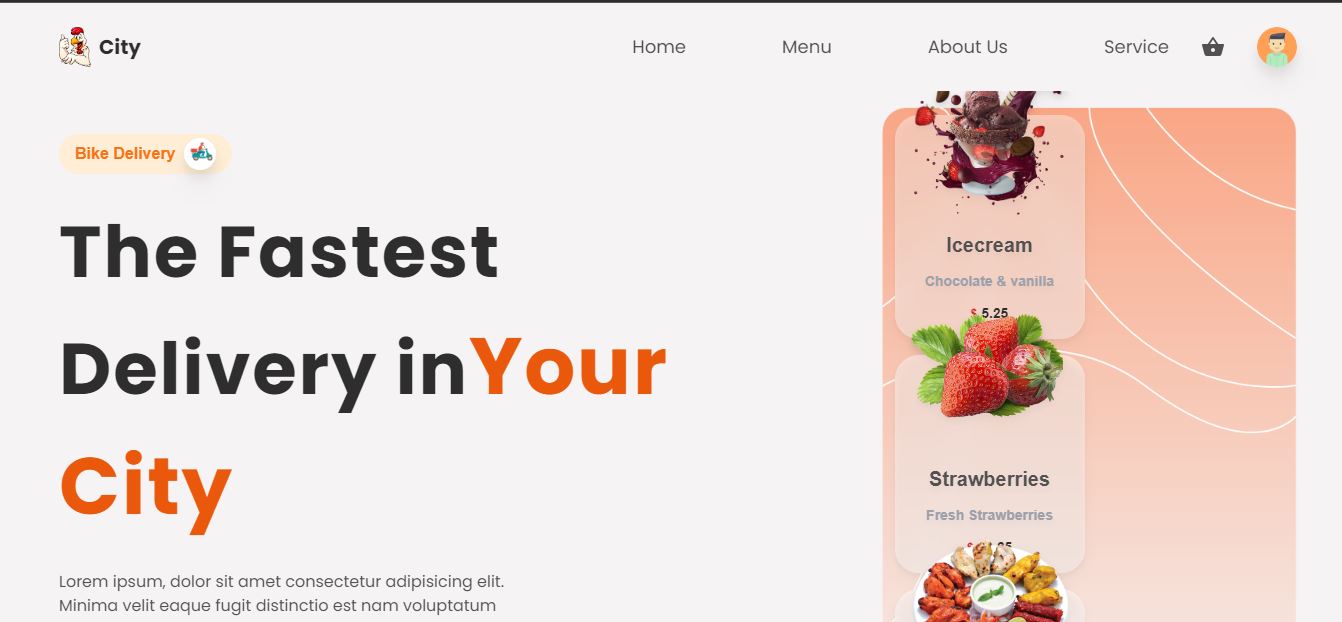 City
Home
Menu
About Us
Service
Bike Delivery
The Fastest
Delivery inYour
City
Lorem ipsum, dolor sit amet consectetur adipisicing elit.
Minima velit eaque fugit distinctio est nam voluptatum
Icecream
Chocolate & vanilla
$ 5.25
Strawberries
Fresh Strawberries
$